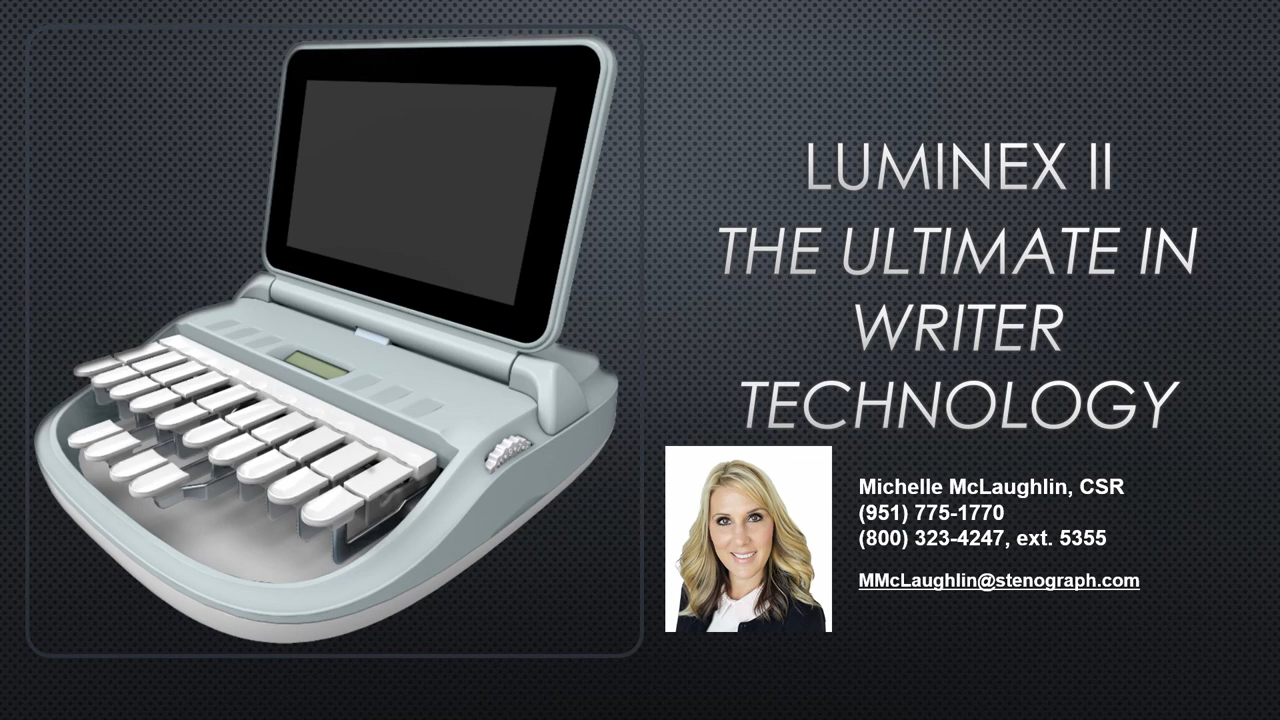 LUMINEX II
THE ULTIMATE IN
WRITER
TECHNOLOGY
Michelle McLaughlin, CSR
(951) 775-1770
(800) 323-4247, ext. 5355
MMcLaughlin@stenograph.com